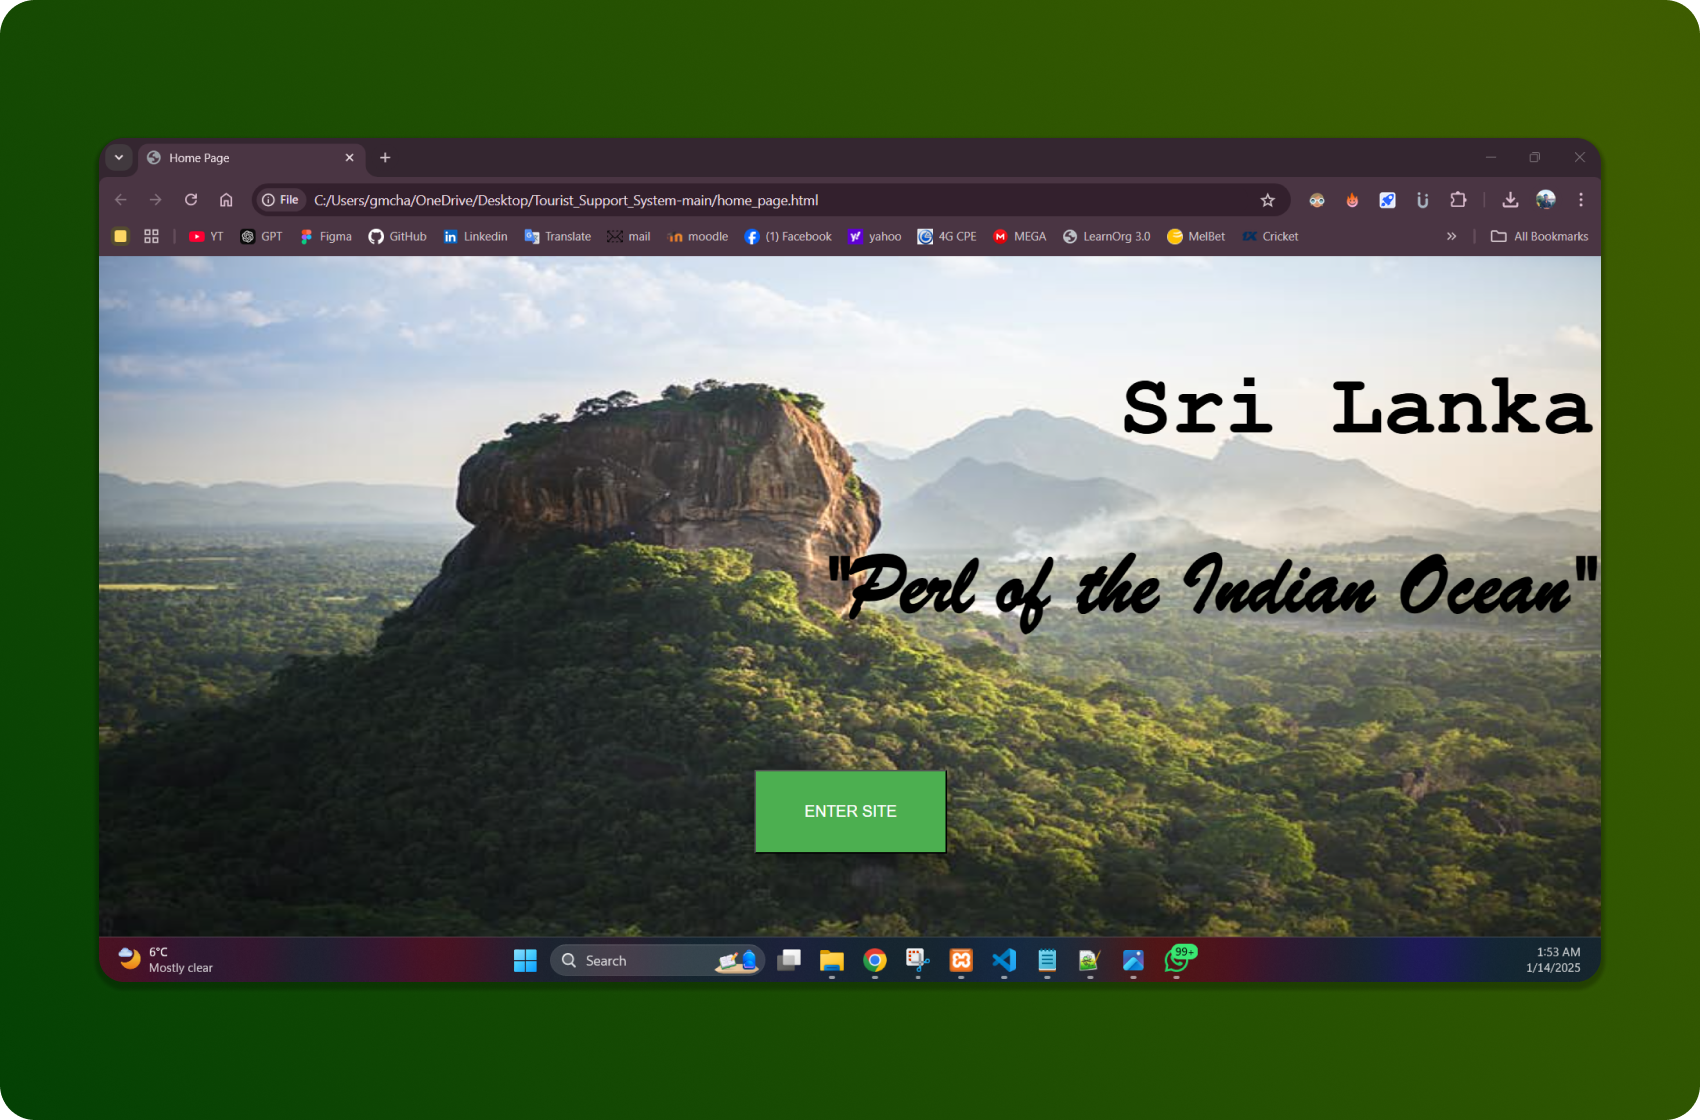 Home Page
File
C:/Users/gmcha/OneDrive/Desktop/Tourist_Support_System-main/home_page.html
YT GPT Figma GitHub Linkedin Translate mail moodle (1) Facebook yahoo 4G CPE MEGA LearnOrg 3.0 MelBet 1X Cricket » All Bookmarks
Sri Lanka
"Perl of the Indian Ocean"
ENTER SITE
6°C
Mostly clear
Search
99+
1:53 AM
1/14/2025